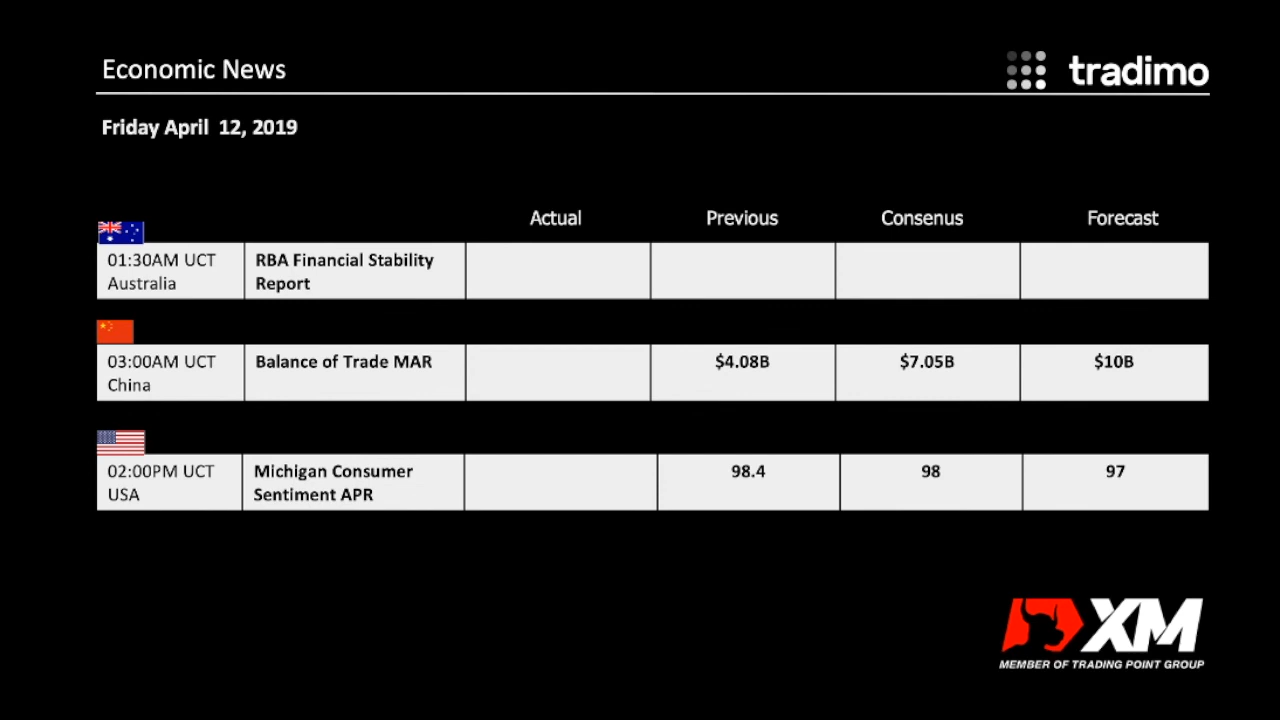 Economic News
tradimo
Friday April 12, 2019
Actual Previous Consenus Forecast
01:30AM UCT RBA Financial Stability
Australia Report
03:00AM UCT Balance of Trade MAR $4.08B $7.05B $10B
China
02:00PM UCT Michigan Consumer 98.4 98 97
USA Sentiment APR
XM
MEMBER OF TRADING POINT GROUP